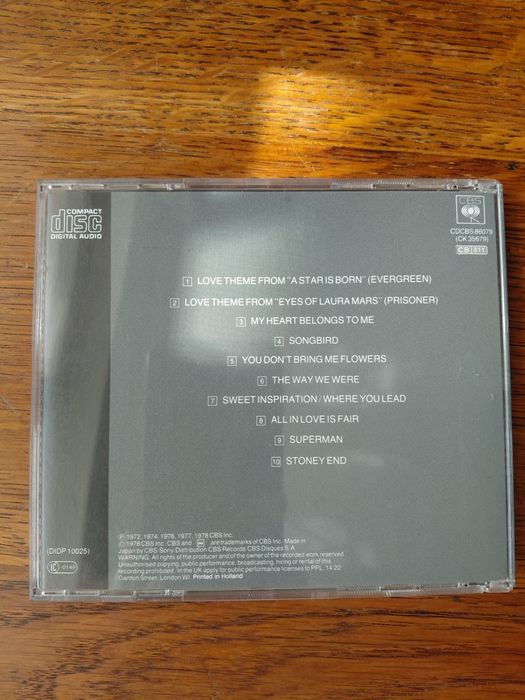 COMPACT
disc
DIGITAL AUDIO
CBS
CDCBS 86079
(CK 35679)
CB 811
1 LOVE THEME FROM "A STAR IS BORN" (EVERGREEN)
2 LOVE THEME FROM "EYES OF LAURA MARS" (PRISONER)
3 MY HEART BELONGS TO ME
4 SONGBIRD
5 YOU DON'T BRING ME FLOWERS
6 THE WAY WE WERE
7 SWEET INSPIRATION/WHERE YOU LEAD
8 ALL IN LOVE IS FAIR
9 SUPERMAN
10 STONEY END
(DIDP 10025)
LC -0149
℗ 1972, 1974, 1976, 1977, 1978 CBS Inc.
© 1978 CBS Inc. CBS and are trademarks of CBS Inc. Made in
Japan by CBS Sony. Distribution CBS Records. CBS Disques S.A.
WARNING. All rights of the producer and of the owner of the recorded work reserved.
Unauthorised copying, public performance, broadcasting, hiring or rental of this
recording prohibited. In the UK apply for public performance licenses to PPL. 14-22
Ganton Street, London WI. Printed in Holland